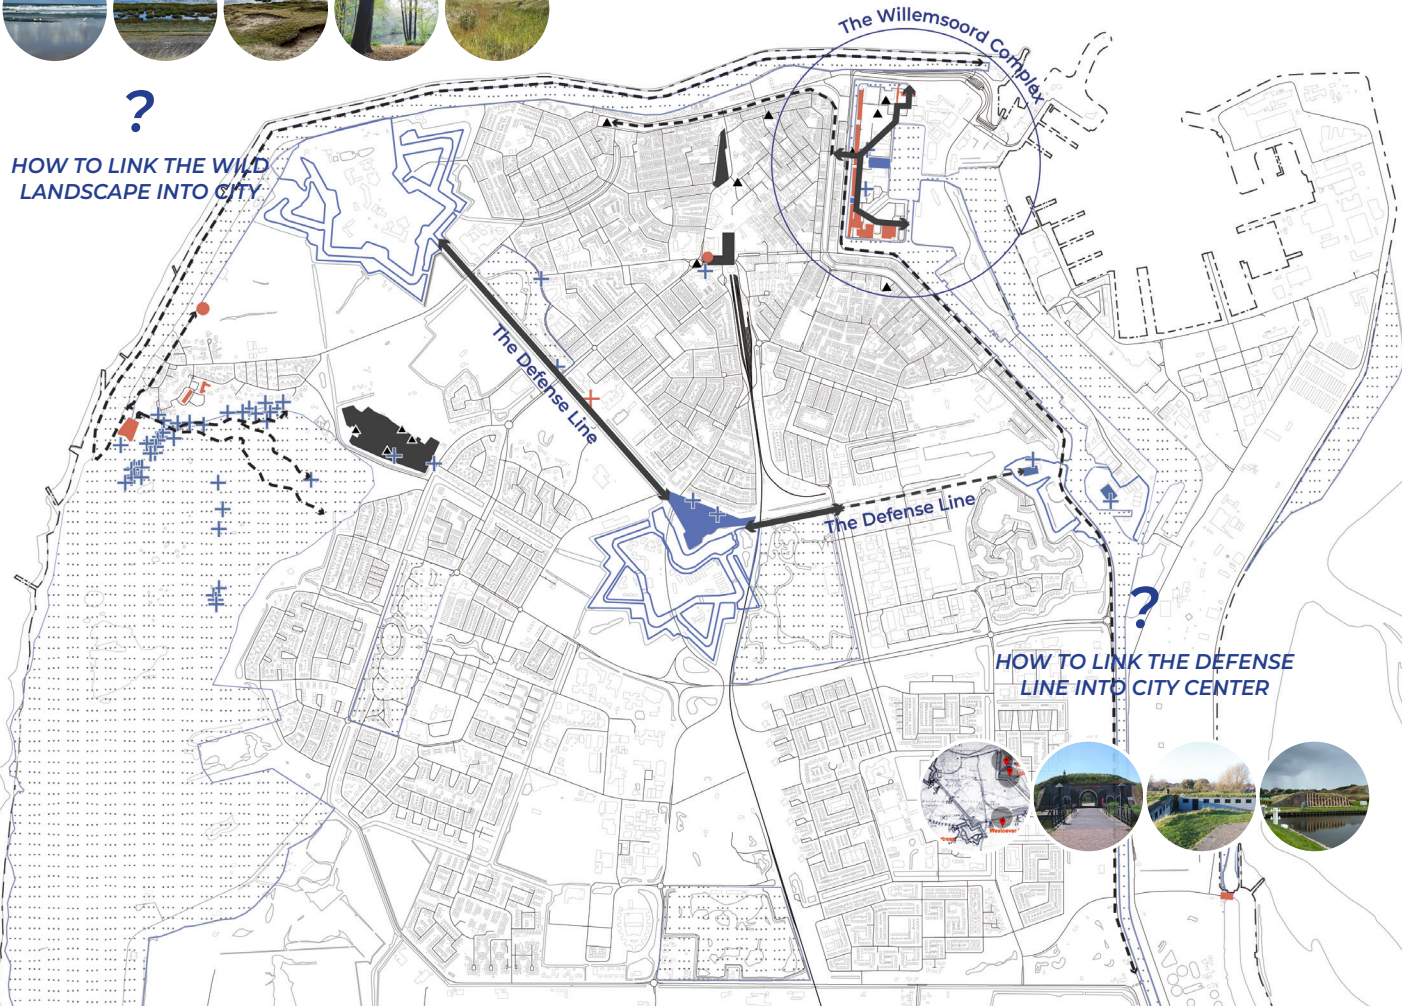 The Willemsoord Complex
?
HOW TO LINK THE WILD
LANDSCAPE INTO CITY
The Defense Line
The Defense Line
?
HOW TO LINK THE DEFENSE
LINE INTO CITY CENTER
Westoever